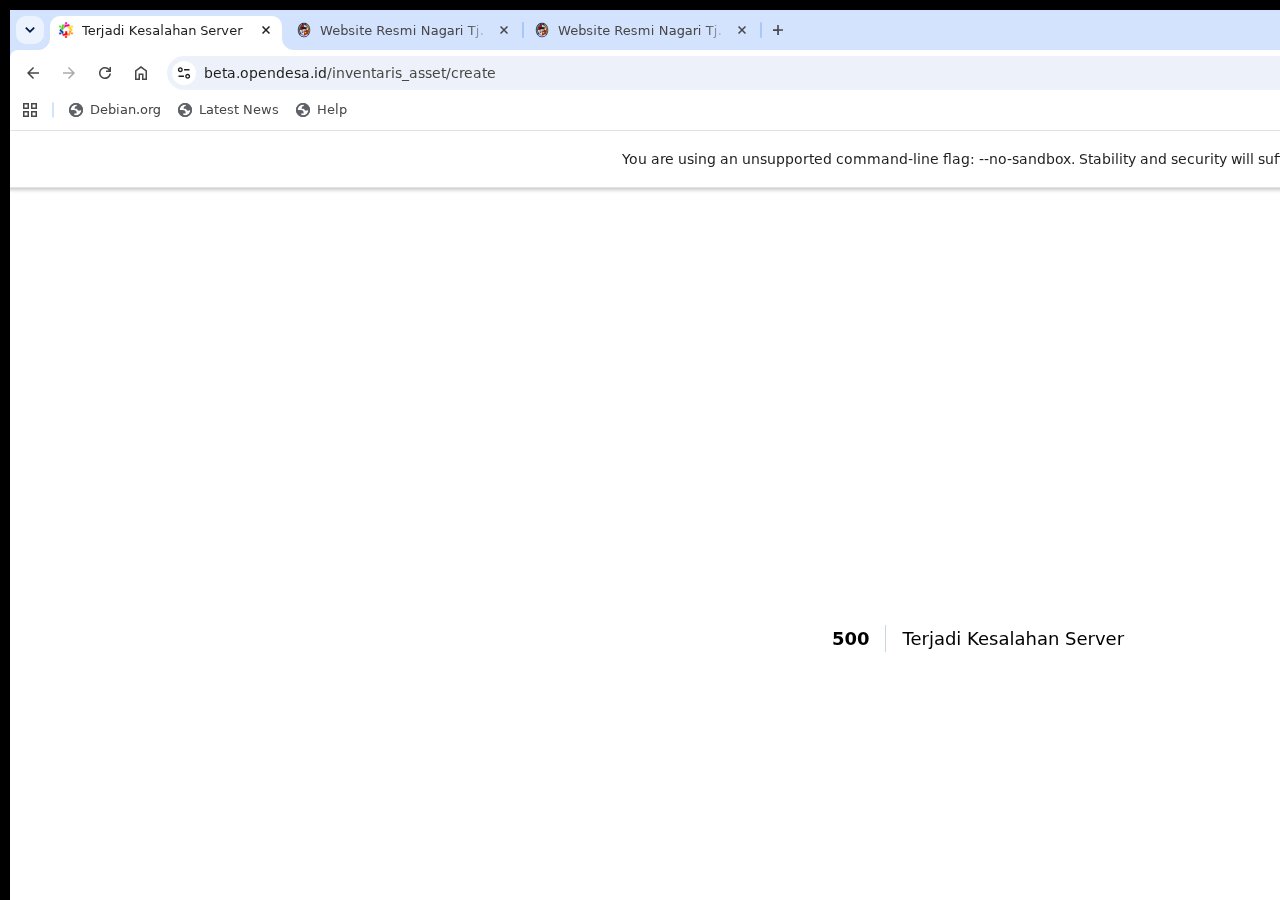 Terjadi Kesalahan Server
Website Resmi Nagari Tj.
Website Resmi Nagari Tj.
beta.opendesa.id/inventaris_asset/create
Debian.org
Latest News
Help
You are using an unsupported command-line flag: --no-sandbox. Stability and security will suf
500
Terjadi Kesalahan Server